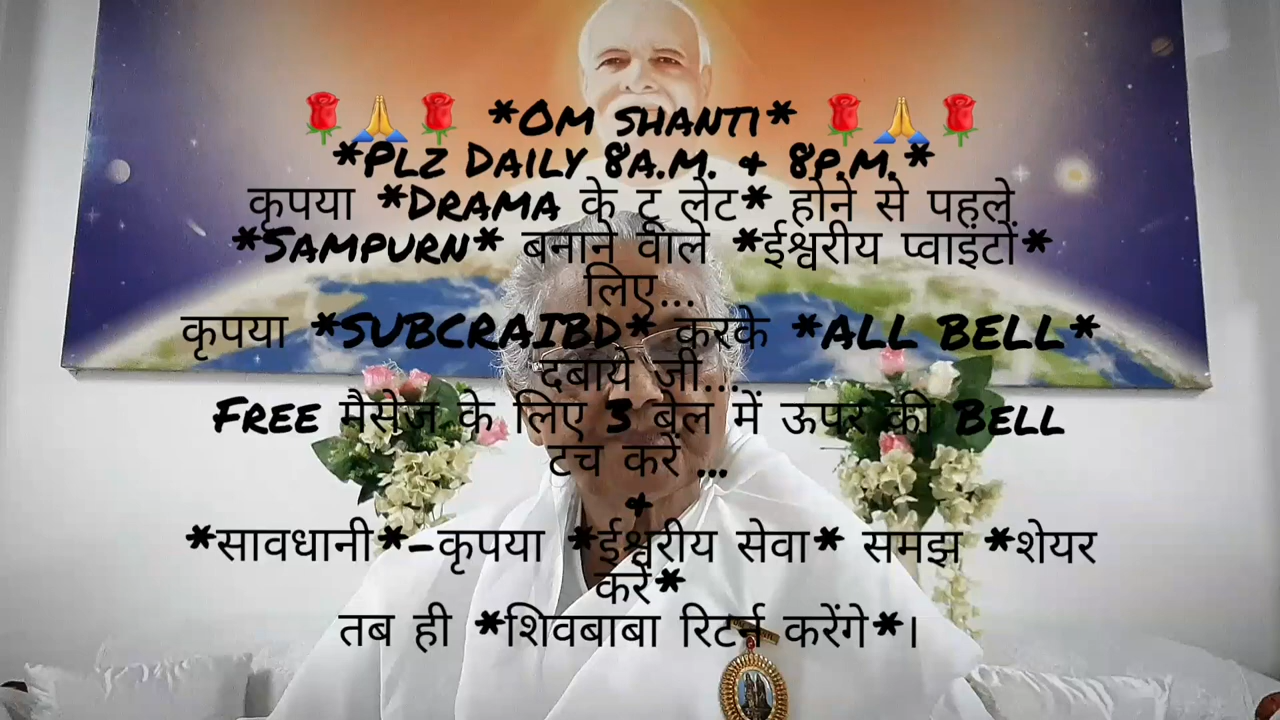 🌹🙏🌹 *OM SHANTI* 🌹🙏🌹
*PLZ DAILY 8A.M. & 8P.M.*
कृपया *DRAMA के टू लेट* होने से पहले
*SAMPURN* बनाने वाले *ईश्वरीय प्वाइंटों*
लिए...
कृपया *SUBCRAIBD* करके *ALL BELL*
दबाये जी...
FREE मैसेज के लिए 3 बेल में ऊपर की BELL
टच करें ...
&
*सावधानी*-कृपया *ईश्वरीय सेवा* समझ *शेयर
करें*
तब ही *शिवबाबा रिटर्न करेंगे*।